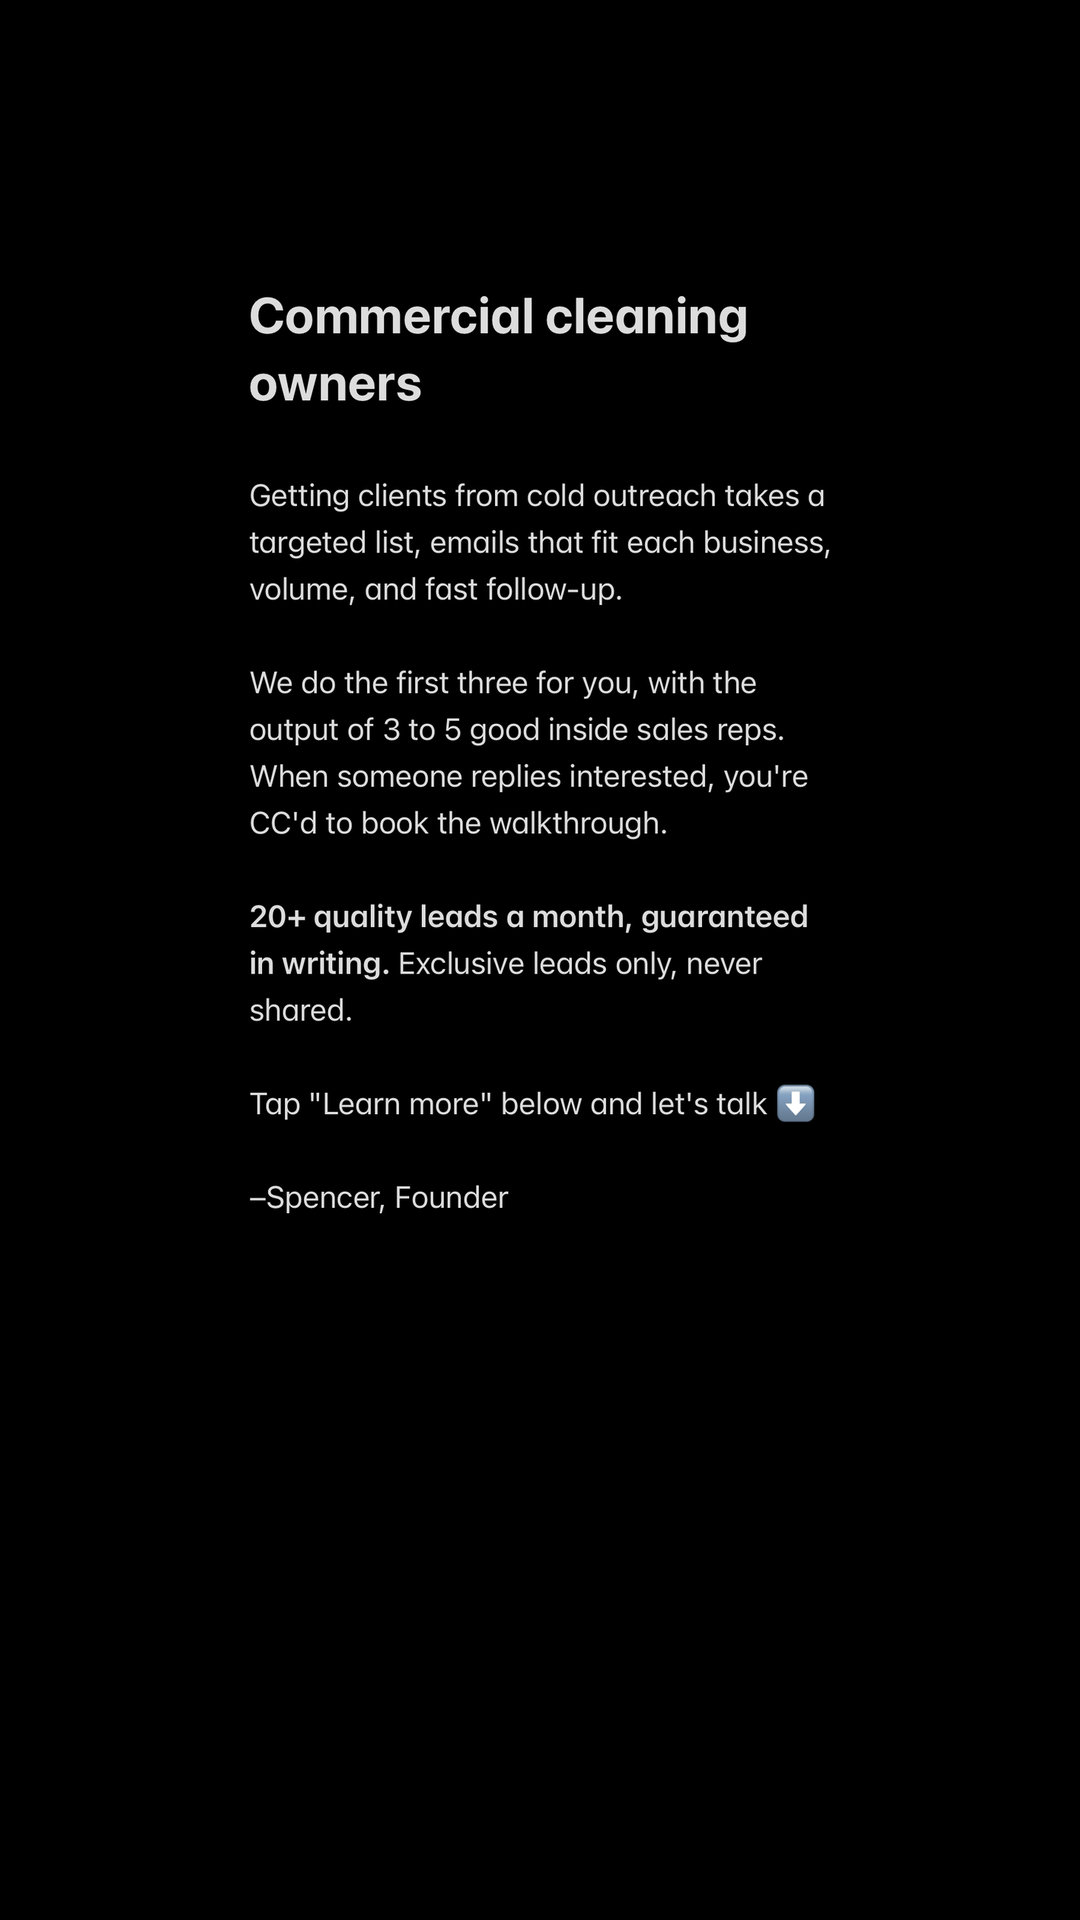 Commercial cleaning
owners
Getting clients from cold outreach takes a
targeted list, emails that fit each business,
volume, and fast follow-up.
We do the first three for you, with the
output of 3 to 5 good inside sales reps.
When someone replies interested, you're
CC'd to book the walkthrough.
20+ quality leads a month, guaranteed
in writing. Exclusive leads only, never
shared.
Tap "Learn more" below and let's talk ⬇️
–Spencer, Founder